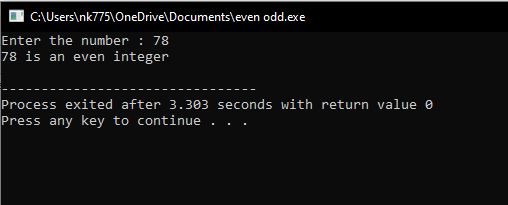 C:\Users\nk775\OneDrive\Documents\even odd.exe
Enter the number : 78
78 is an even integer
--------------------------------
Process exited after 3.303 seconds with return value 0
Press any key to continue . . .